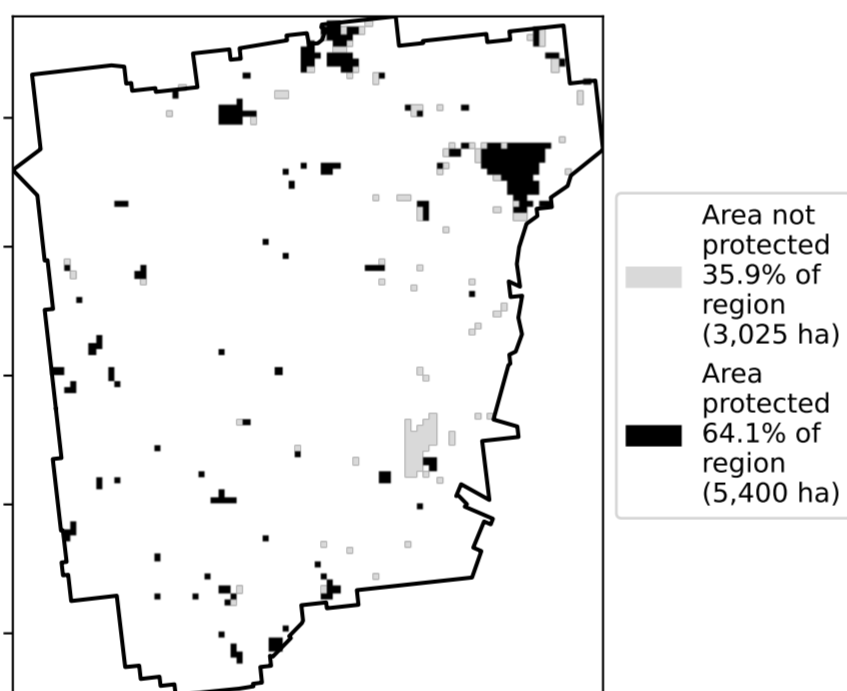 Area not
protected
35.9% of
region
(3,025 ha)
Area
protected
64.1% of
region
(5,400 ha)